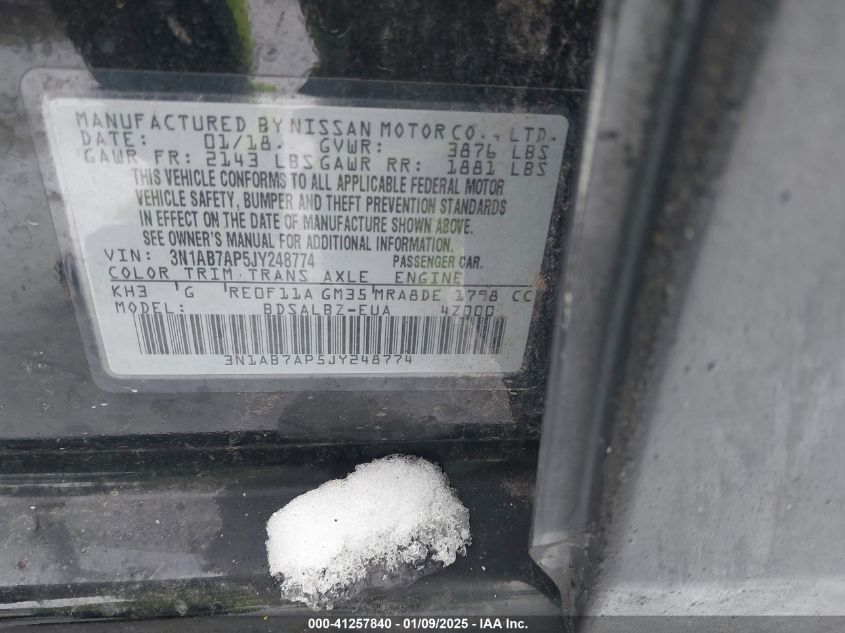 MANUFACTURED BY NISSAN MOTOR CO., LTD.
DATE: 01/18. GVWR: 3876 LBS
GAWR FR: 2143 LBS GAWR RR: 1881 LBS
THIS VEHICLE CONFORMS TO ALL APPLICABLE FEDERAL MOTOR
VEHICLE SAFETY, BUMPER AND THEFT PREVENTION STANDARDS
IN EFFECT ON THE DATE OF MANUFACTURE SHOWN ABOVE.
SEE OWNER'S MANUAL FOR ADDITIONAL INFORMATION.
VIN: 3N1AB7AP5JY248774 PASSENGER CAR.
COLOR TRIM TRANS AXLE ENGINE
KH3 G RE0F11A GM35 MRA8DE 1798 CC
MODEL: BDSALBZ-EUA 4Z000
3N1AB7AP5JY248774
000-41257840 - 01/09/2025 - IAA Inc.